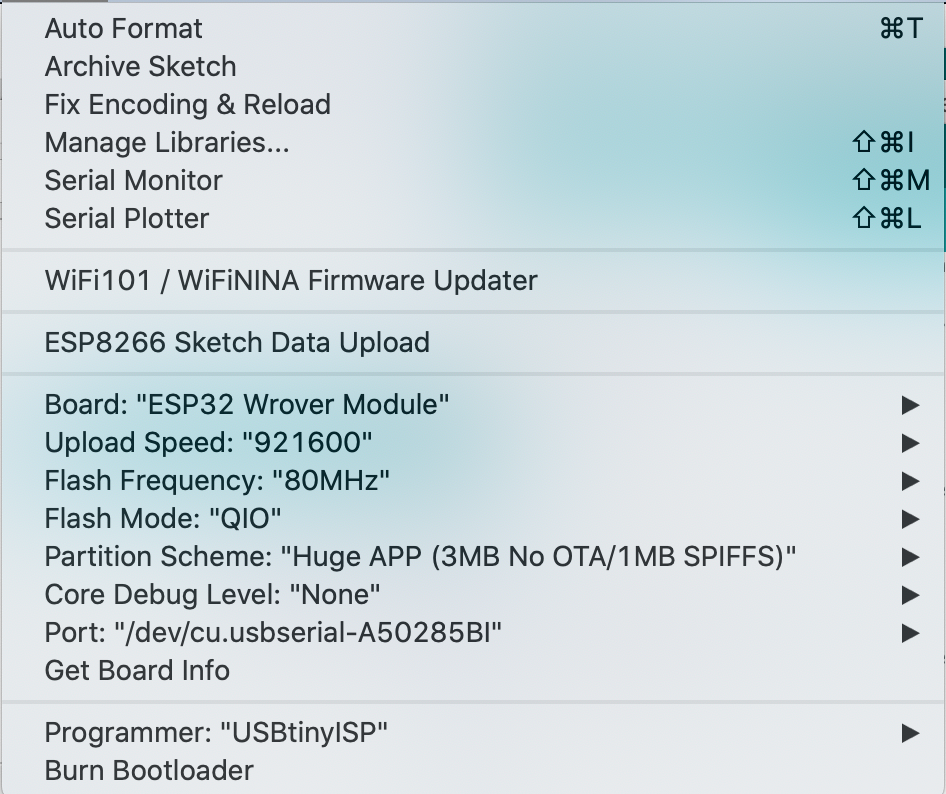 Auto Format ⌘T
Archive Sketch
Fix Encoding & Reload
Manage Libraries... ⇧⌘I
Serial Monitor ⇧⌘M
Serial Plotter ⇧⌘L
WiFi101 / WiFiNINA Firmware Updater
ESP8266 Sketch Data Upload
Board: "ESP32 Wrover Module" ▶
Upload Speed: "921600" ▶
Flash Frequency: "80MHz" ▶
Flash Mode: "QIO" ▶
Partition Scheme: "Huge APP (3MB No OTA/1MB SPIFFS)" ▶
Core Debug Level: "None" ▶
Port: "/dev/cu.usbserial-A50285BI" ▶
Get Board Info
Programmer: "USBtinyISP" ▶
Burn Bootloader